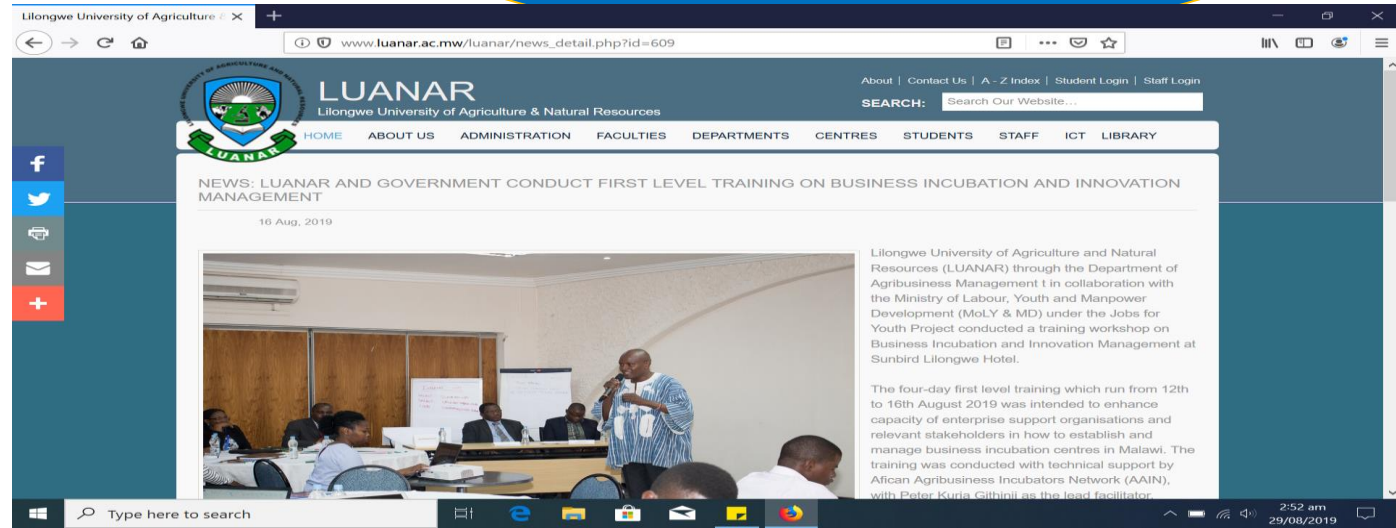 Lilongwe University of Agriculture &
www.luanar.ac.mw/luanar/news_detail.php?id=609
LUANAR
LUANAR
Lilongwe University of Agriculture & Natural Resources
About | Contact Us | A - Z Index | Student Login | Staff Login
SEARCH: Search Our Website...
HOME ABOUT US ADMINISTRATION FACULTIES DEPARTMENTS CENTRES STUDENTS STAFF ICT LIBRARY
NEWS: LUANAR AND GOVERNMENT CONDUCT FIRST LEVEL TRAINING ON BUSINESS INCUBATION AND INNOVATION
MANAGEMENT
16 Aug, 2019
Lilongwe University of Agriculture and Natural
Resources (LUANAR) through the Department of
Agribusiness Management t in collaboration with
the Ministry of Labour, Youth and Manpower
Development (MoLY & MD) under the Jobs for
Youth Project conducted a training workshop on
Business Incubation and Innovation Management at
Sunbird Lilongwe Hotel.
The four-day first level training which run from 12th
to 16th August 2019 was intended to enhance
capacity of enterprise support organisations and
relevant stakeholders in how to establish and
manage business incubation centres in Malawi. The
training was conducted with technical support by
Afican Agribusiness Incubators Network (AAIN),
with Peter Kuria Githinji as the lead facilitator.
Type here to search
2:52 am
29/08/2019